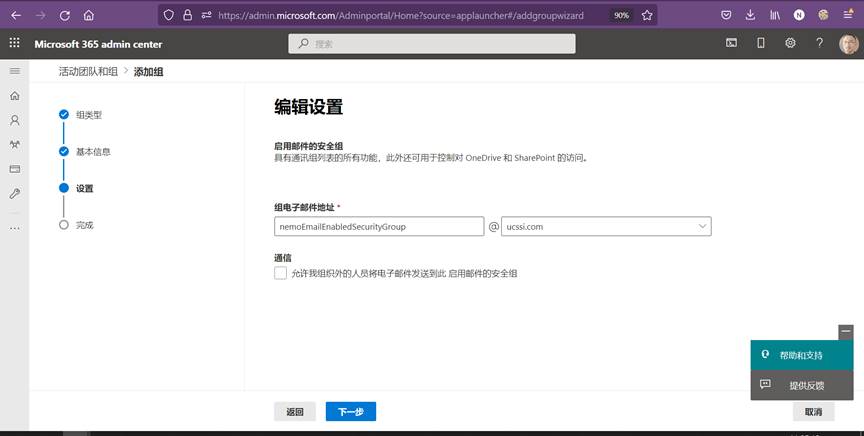 https://admin.microsoft.com/Adminportal/Home?source=applauncher#/addgroupwizard
90%
N
Microsoft 365 admin center
搜索
?
活动团队和组 > 添加组
组类型
基本信息
设置
完成
编辑设置
启用邮件的安全组
具有通讯组列表的所有功能，此外还可用于控制对 OneDrive 和 SharePoint 的访问。
组电子邮件地址 *
nemoEmailEnabledSecurityGroup @ ucssi.com
通信
允许我组织外的人员将电子邮件发送到此 启用邮件的安全组
帮助和支持
提供反馈
返回
下一步
取消